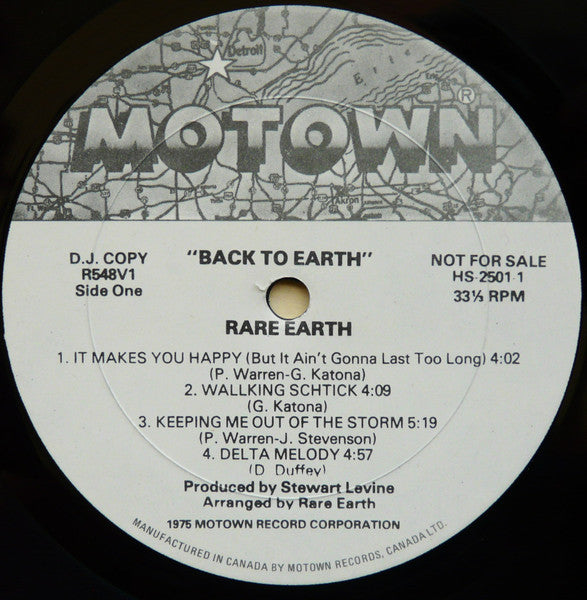 Detroit
Erie
MOTOWN®
Akron
D.J. COPY
R548V1
Side One
"BACK TO EARTH"
NOT FOR SALE
HS-2501-1
33⅓ RPM
RARE EARTH
1. IT MAKES YOU HAPPY (But It Ain't Gonna Last Too Long) 4:02
(P. Warren-G. Katona)
2. WALLKING SCHTICK 4:09
(G. Katona)
3. KEEPING ME OUT OF THE STORM 5:19
(P. Warren-J. Stevenson)
4. DELTA MELODY 4:57
(D. Duffey)
Produced by Stewart Levine
Arranged by Rare Earth
1975 MOTOWN RECORD CORPORATION
MANUFACTURED IN CANADA BY MOTOWN RECORDS, CANADA LTD.